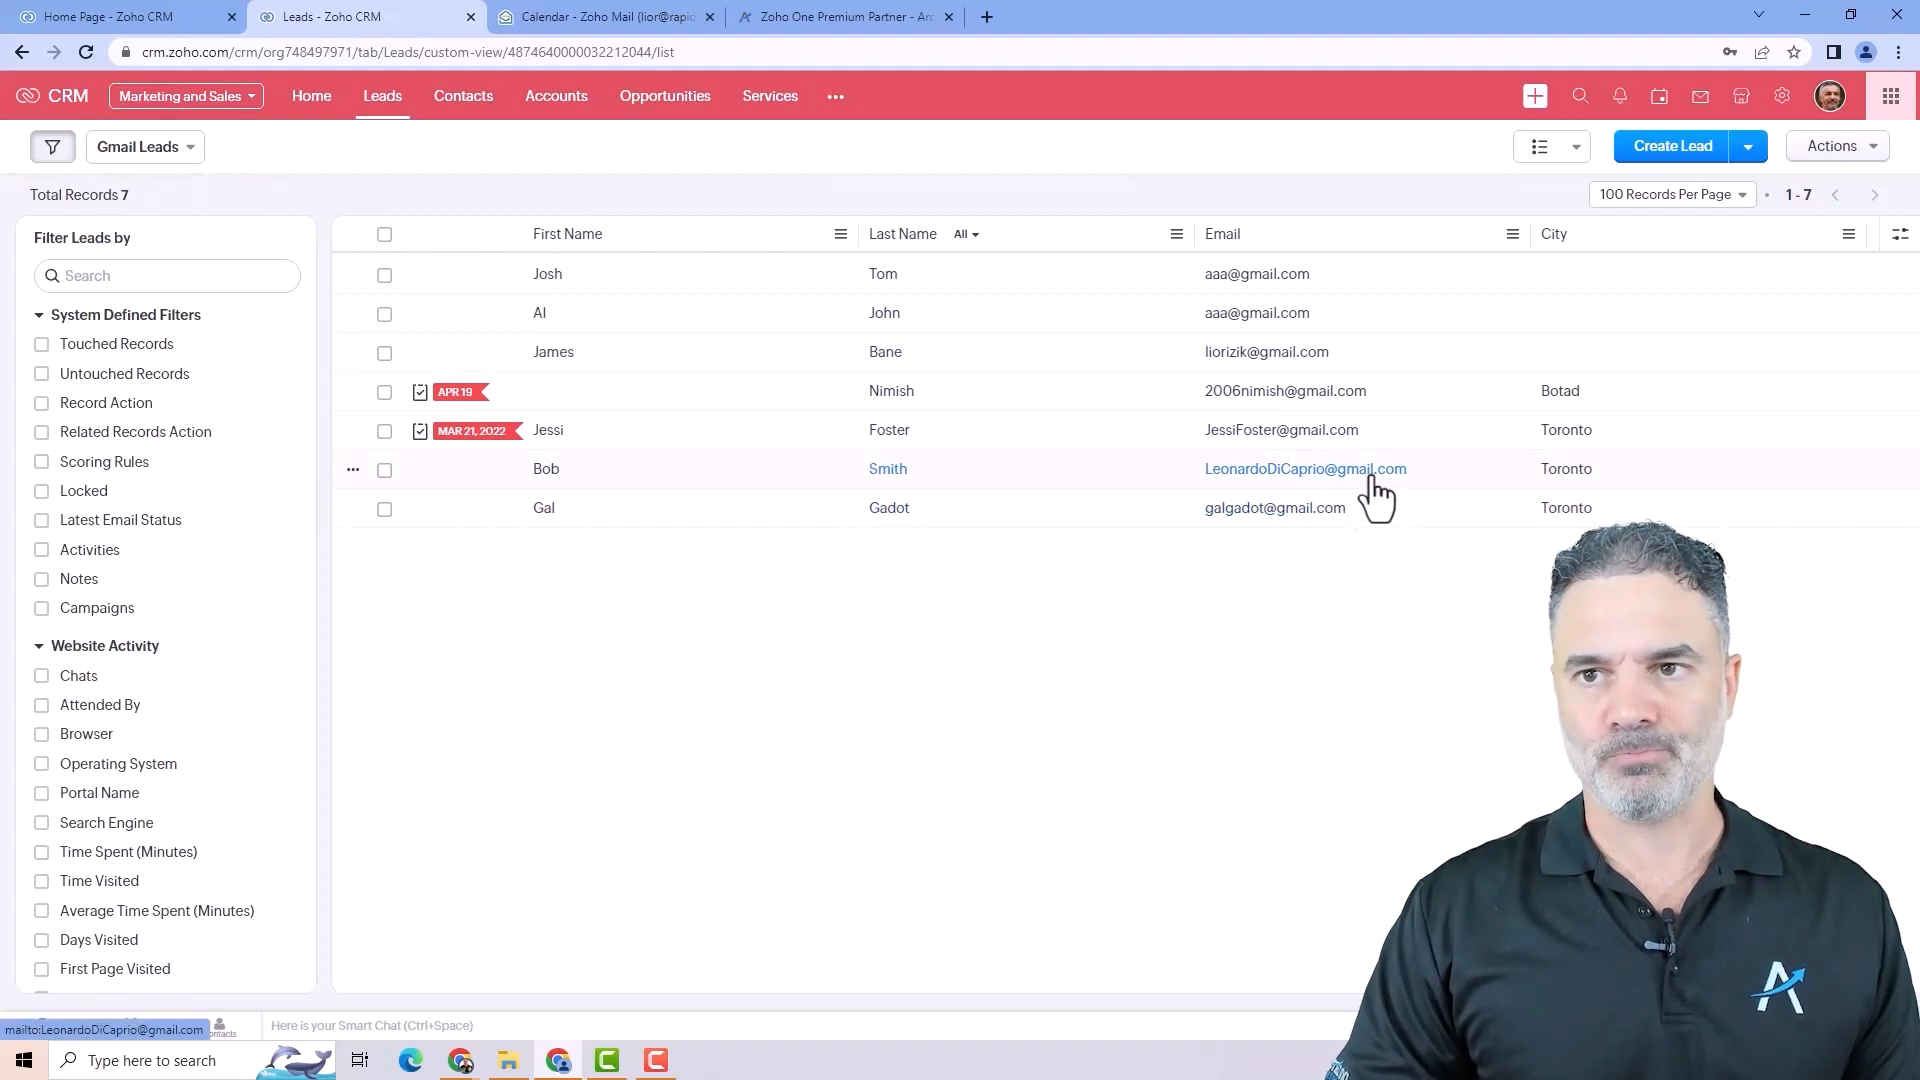 Home Page - Zoho CRM
Leads - Zoho CRM
Calendar - Zoho Mail (lior@rapid
Zoho One Premium Partner - Arc
crm.zoho.com/crm/org748497971/tab/Leads/custom-view/4874640000032212044/list
CRM
Marketing and Sales
Home
Leads
Contacts
Accounts
Opportunities
Services
Gmail Leads
Create Lead
Actions
Total Records 7
100 Records Per Page
1 - 7
Filter Leads by
Search
System Defined Filters
Touched Records
Untouched Records
Record Action
Related Records Action
Scoring Rules
Locked
Latest Email Status
Activities
Notes
Campaigns
Website Activity
Chats
Attended By
Browser
Operating System
Portal Name
Search Engine
Time Spent (Minutes)
Time Visited
Average Time Spent (Minutes)
Days Visited
First Page Visited
First Name Last Name All Email City
Josh Tom aaa@gmail.com
Al John aaa@gmail.com
James Bane liorizik@gmail.com
APR 19 Nimish 2006nimish@gmail.com Botad
MAR 21, 2022 Jessi Foster JessiFoster@gmail.com Toronto
Bob Smith LeonardoDiCaprio@gmail.com Toronto
Gal Gadot galgadot@gmail.com Toronto
mailto:LeonardoDiCaprio@gmail.com
Here is your Smart Chat (Ctrl+Space)
Type here to search